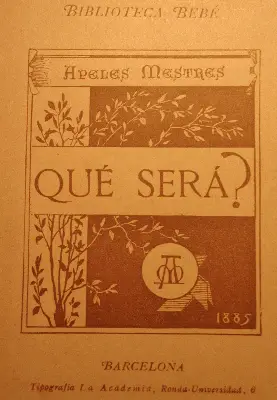 BIBLIOTECA BEBÉ
APELES MESTRES
QUÉ SERÁ?
1885
BARCELONA
Tipografía La Academia, Ronda-Universidad, 6